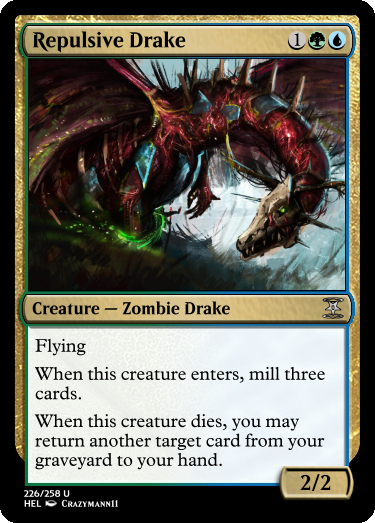 Repulsive Drake 1
Creature — Zombie Drake
Flying
When this creature enters, mill three
cards.
When this creature dies, you may
return another target card from your
graveyard to your hand.
2/2
226/258 U
HEL CRAZYMANN11